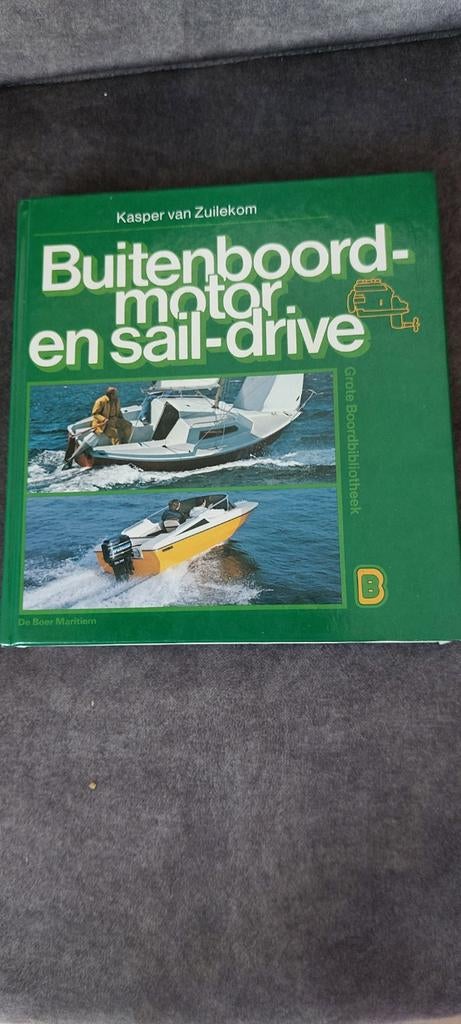 Kasper van Zuilekom
Buitenboord-
motor
en sail-drive
Grote Boordbibliotheek
B
De Boer Maritiem